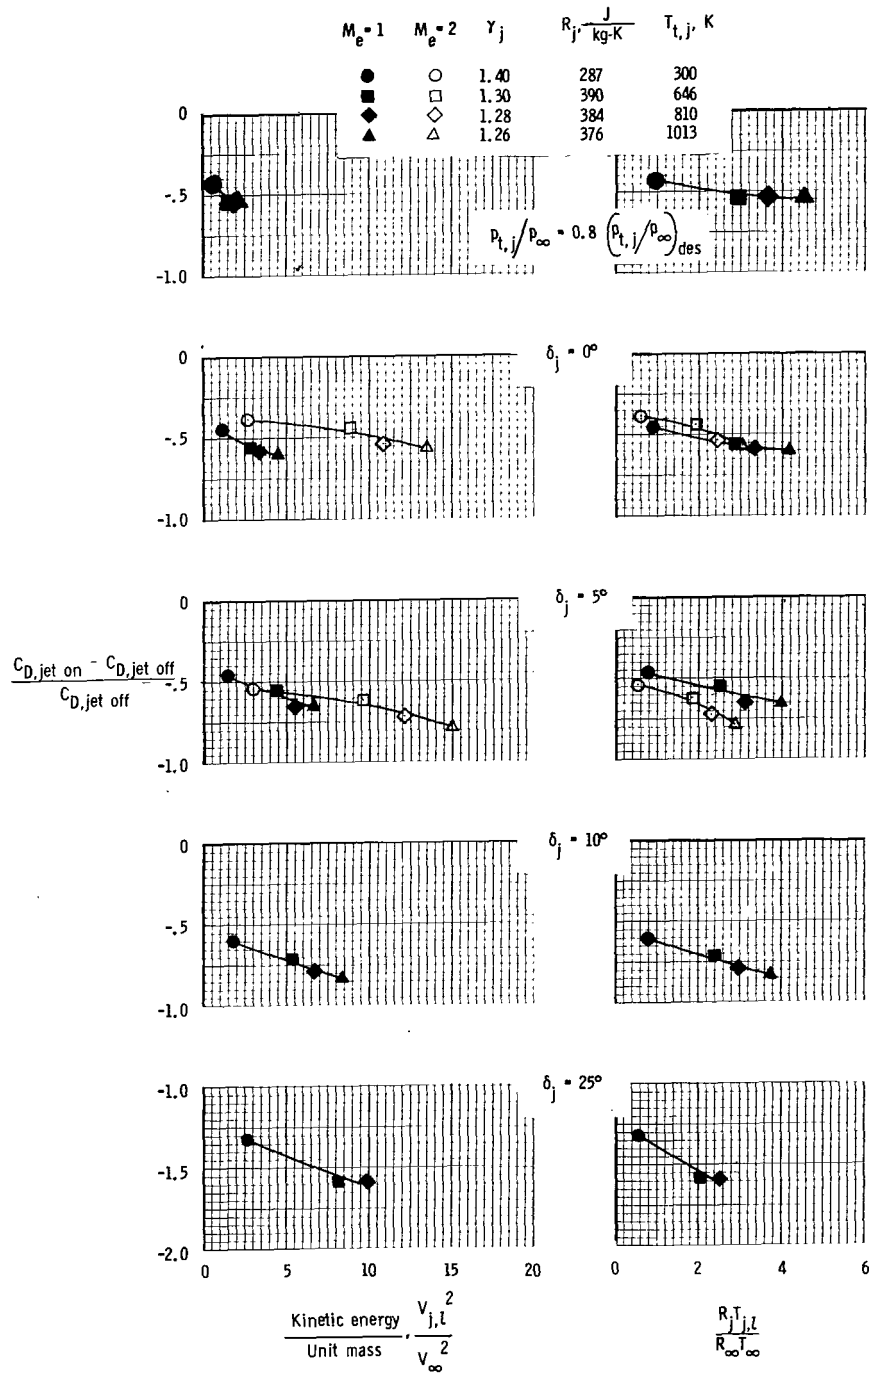 M_e = 1 M_e = 2 γ_j R_j, J/kg-K T_t,j, K
1.40 287 300
1.30 390 646
1.28 384 810
1.26 376 1013
0
-.5
-1.0
p_t,j/p_∞ = 0.8 (p_t,j/p_∞)_des
0
-.5
-1.0
δ_j = 0°
0
-.5
-1.0
δ_j = 5°
C_D,jet on - C_D,jet off
C_D,jet off
0
-.5
-1.0
δ_j = 10°
-1.0
-1.5
-2.0
δ_j = 25°
0 5 10 15 20
0 2 4 6
Kinetic energy/Unit mass, V_j,l^2/V_∞^2
R_jT_j,l/R_∞T_∞